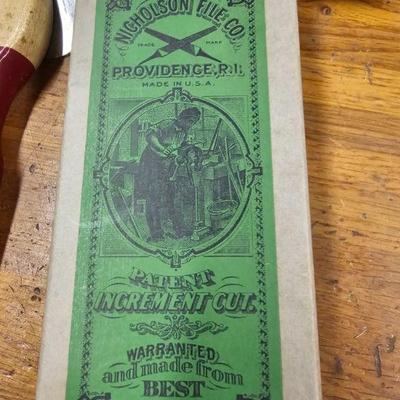 NICHOLSON FILE CO.
TRADE MARK
PROVIDENCE, R.I.
MADE IN U.S.A.
PATENT
INCREMENT CUT.
WARRANTED
and made from
BEST